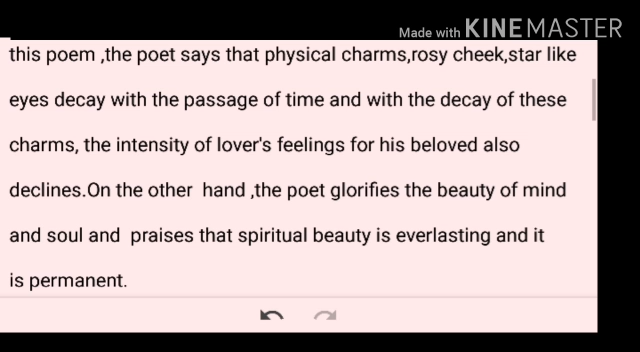 Made with KINEMASTER
this poem ,the poet says that physical charms,rosy cheek,star like
eyes decay with the passage of time and with the decay of these
charms, the intensity of lover's feelings for his beloved also
declines.On the other  hand ,the poet glorifies the beauty of mind
and soul and  praises that spiritual beauty is everlasting and it
is permanent.